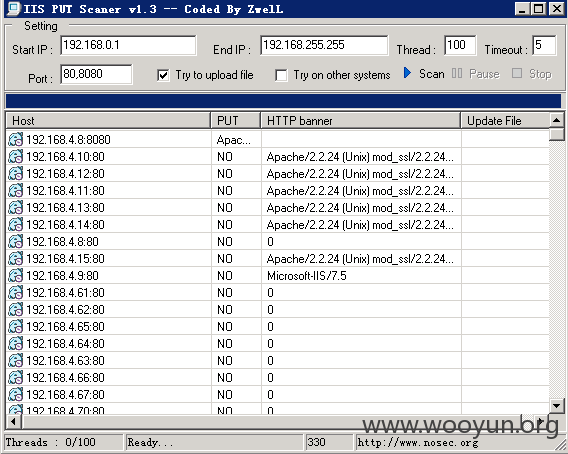 IIS PUT Scaner v1.3 -- Coded By ZwelL
Setting
Start IP : 192.168.0.1 End IP : 192.168.255.255 Thread : 100 Timeout : 5
Port : 80,8080 Try to upload file Try on other systems Scan Pause Stop
Host PUT HTTP banner Update File
192.168.4.8:8080 Apac...
192.168.4.10:80 NO Apache/2.2.24 (Unix) mod_ssl/2.2.24...
192.168.4.12:80 NO Apache/2.2.24 (Unix) mod_ssl/2.2.24...
192.168.4.11:80 NO Apache/2.2.24 (Unix) mod_ssl/2.2.24...
192.168.4.13:80 NO Apache/2.2.24 (Unix) mod_ssl/2.2.24...
192.168.4.14:80 NO Apache/2.2.24 (Unix) mod_ssl/2.2.24...
192.168.4.8:80 NO 0
192.168.4.15:80 NO Apache/2.2.24 (Unix) mod_ssl/2.2.24...
192.168.4.9:80 NO Microsoft-IIS/7.5
192.168.4.61:80 NO 0
192.168.4.62:80 NO 0
192.168.4.65:80 NO 0
192.168.4.64:80 NO 0
192.168.4.63:80 NO 0
192.168.4.66:80 NO 0
192.168.4.67:80 NO 0
192.168.4.70:80 NO 0
www.wooyun.org
Threads : 0/100 Ready... 330 http://www.nosec.org